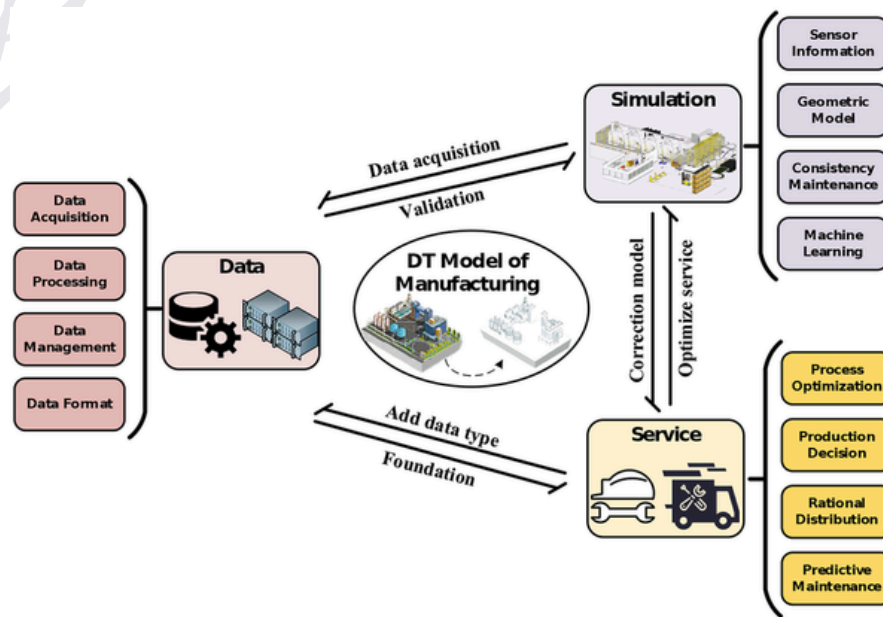 Data
Acquisition
Data
Processing
Data
Management
Data Format
Data
Data acquisition
Validation
DT Model of
Manufacturing
Add data type
Foundation
Simulation
Correction model
Optimize service
Service
Sensor
Information
Geometric
Model
Consistency
Maintenance
Machine
Learning
Process
Optimization
Production
Decision
Rational
Distribution
Predictive
Maintenance